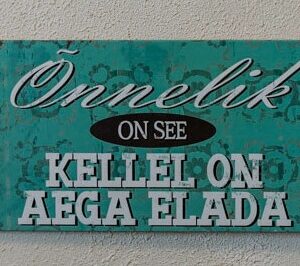 Õnnelik
ON SEE
KELLEL ON
AEGA ELADA